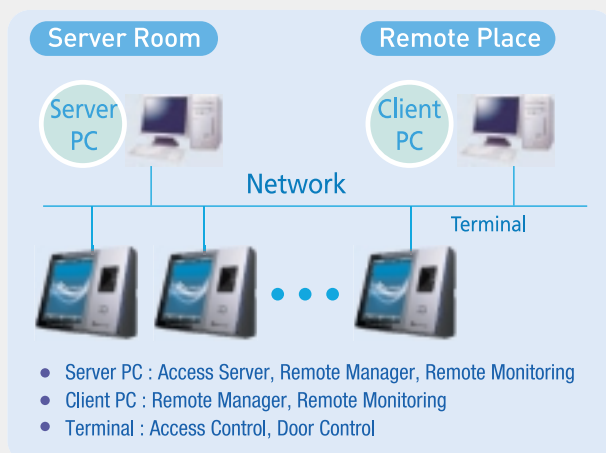 Server Room
Remote Place
Server
PC
Client
PC
Network
Terminal
• Server PC : Access Server, Remote Manager, Remote Monitoring
• Client PC : Remote Manager, Remote Monitoring
• Terminal : Access Control, Door Control